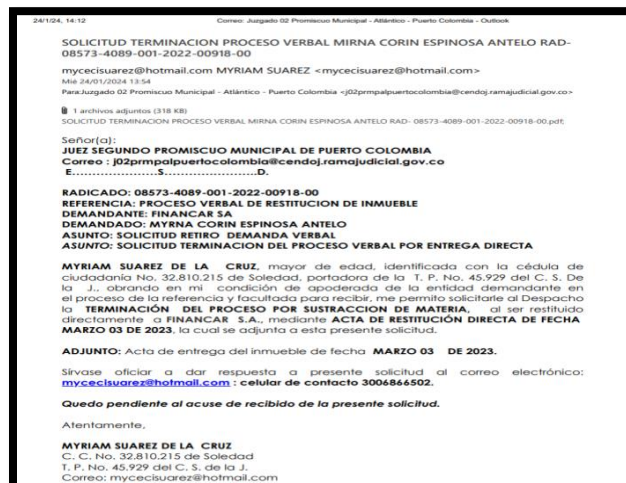 24/1/24, 14:12 Correo: Juzgado 02 Promiscuo Municipal - Atlántico - Puerto Colombia - Outlook
SOLICITUD TERMINACION PROCESO VERBAL MIRNA CORIN ESPINOSA ANTELO RAD-
08573-4089-001-2022-00918-00
mycecisuarez@hotmail.com MYRIAM SUAREZ <mycecisuarez@hotmail.com>
Mié 24/01/2024 13:54
Para:Juzgado 02 Promiscuo Municipal - Atlántico - Puerto Colombia <j02prmpalpuertocolombia@cendoj.ramajudicial.gov.co>
1 archivos adjuntos (318 KB)
SOLICITUD TERMINACION PROCESO VERBAL MIRNA CORIN ESPINOSA ANTELO RAD- 08573-4089-001-2022-00918-00.pdf;
Señor(a):
JUEZ SEGUNDO PROMISCUO MUNICIPAL DE PUERTO COLOMBIA
Correo : j02prmpalpuertocolombia@cendoj.ramajudicial.gov.co
E.....................S.......................D.
RADICADO: 08573-4089-001-2022-00918-00
REFERENCIA: PROCESO VERBAL DE RESTITUCION DE INMUEBLE
DEMANDANTE: FINANCAR SA
DEMANDADO: MYRNA CORIN ESPINOSA ANTELO
ASUNTO: SOLICITUD RETIRO DEMANDA VERBAL
ASUNTO: SOLICITUD TERMINACION DEL PROCESO VERBAL POR ENTREGA DIRECTA
MYRIAM SUAREZ DE LA CRUZ, mayor de edad, identificada con la cédula de
ciudadanía No, 32.810.215 de Soledad, portadora de la T. P. No. 45.929 del C. S. De
la J., obrando en mi condición de apoderada de la entidad demandante en
el proceso de la referencia y facultada para recibir, me permito solicitarle al Despacho
la TERMINACIÓN DEL PROCESO POR SUSTRACCION DE MATERIA, al ser restituido
directamente a FINANCAR S.A., mediante ACTA DE RESTITUCIÓN DIRECTA DE FECHA
MARZO 03 DE 2023, la cual se adjunta a esta presente solicitud.
ADJUNTO: Acta de entrega del inmueble de fecha MARZO 03 DE 2023.
Sírvase oficiar a dar respuesta a presente solicitud al correo electrónico:
mycecisuarez@hotmail.com : celular de contacto 3006866502.
Quedo pendiente al acuse de recibido de la presente solicitud.
Atentamente,
MYRIAM SUAREZ DE LA CRUZ
C. C. No. 32.810.215 de Soledad
T. P. No. 45.929 del C. S. de la J.
Correo: mycecisuarez@hotmail.com